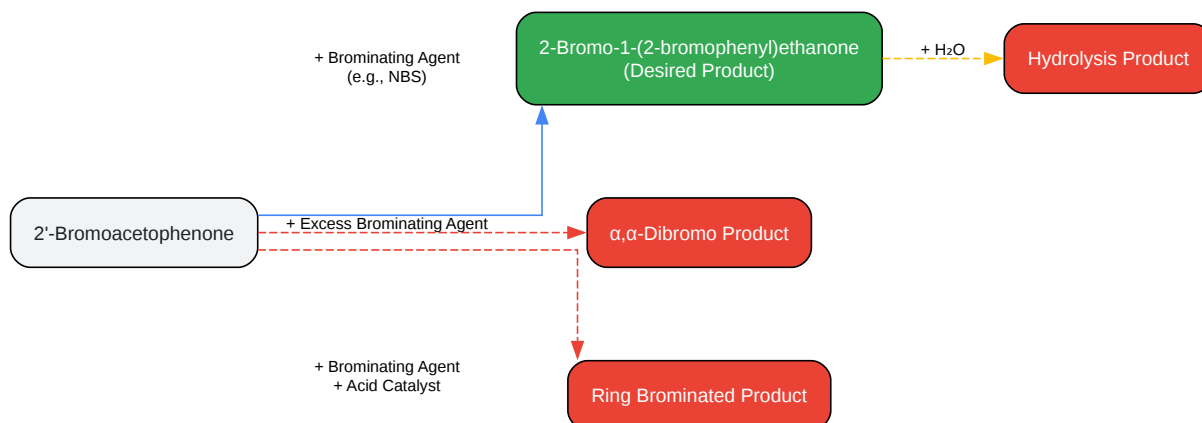 + Brominating Agent
(e.g., NBS)
2-Bromo-1-(2-bromophenyl)ethanone
(Desired Product)
+ H₂O
Hydrolysis Product
2'-Bromoacetophenone
+ Excess Brominating Agent
α,α-Dibromo Product
+ Brominating Agent
+ Acid Catalyst
Ring Brominated Product